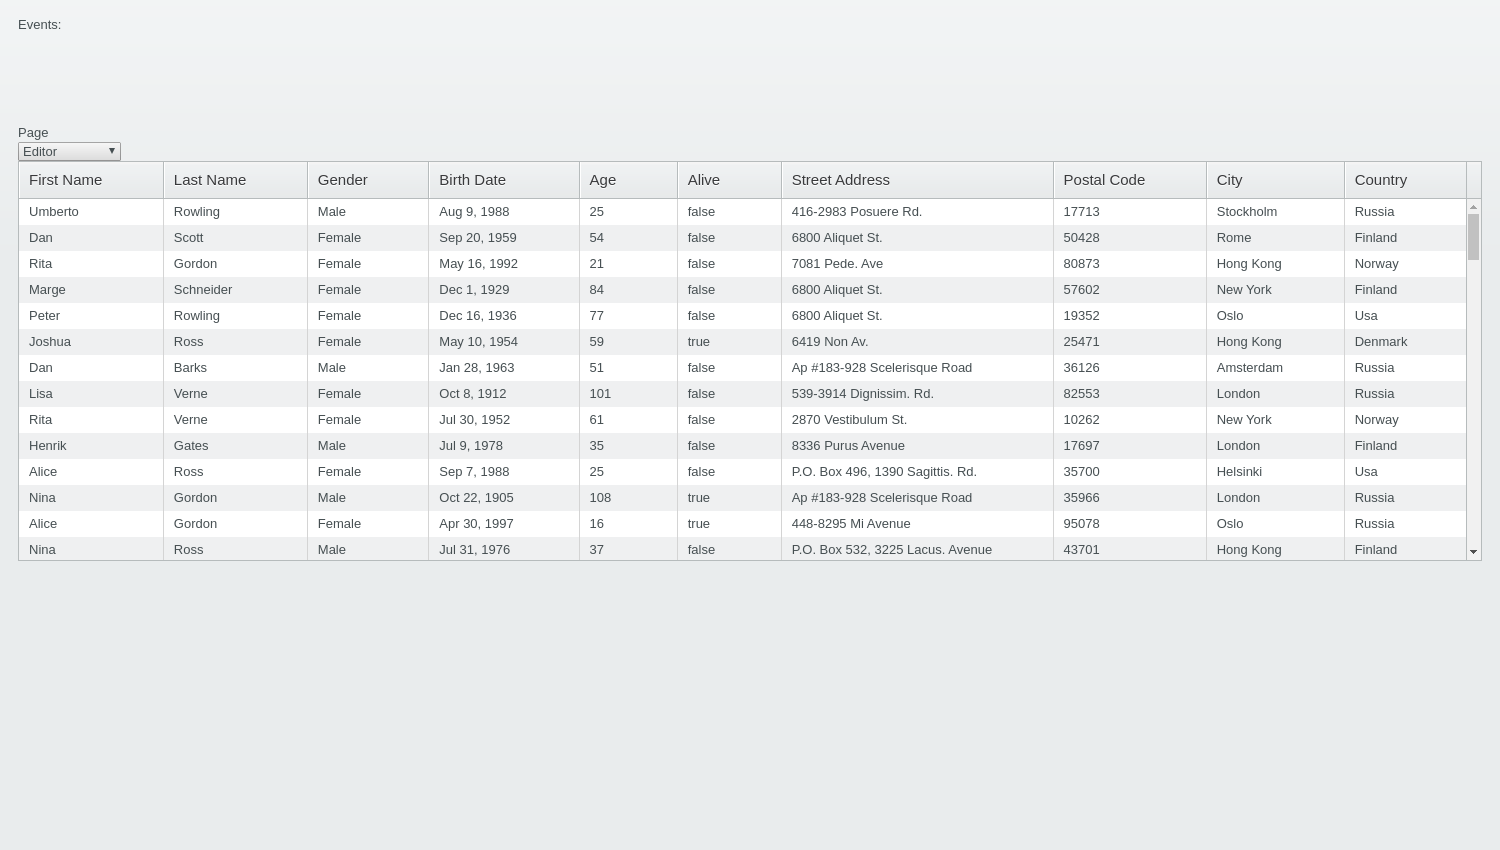 Events:
Page
Editor
First Name Last Name Gender Birth Date Age Alive Street Address Postal Code City Country
Umberto Rowling Male Aug 9, 1988 25 false 416-2983 Posuere Rd. 17713 Stockholm Russia
Dan Scott Female Sep 20, 1959 54 false 6800 Aliquet St. 50428 Rome Finland
Rita Gordon Female May 16, 1992 21 false 7081 Pede. Ave 80873 Hong Kong Norway
Marge Schneider Female Dec 1, 1929 84 false 6800 Aliquet St. 57602 New York Finland
Peter Rowling Female Dec 16, 1936 77 false 6800 Aliquet St. 19352 Oslo Usa
Joshua Ross Female May 10, 1954 59 true 6419 Non Av. 25471 Hong Kong Denmark
Dan Barks Male Jan 28, 1963 51 false Ap #183-928 Scelerisque Road 36126 Amsterdam Russia
Lisa Verne Female Oct 8, 1912 101 false 539-3914 Dignissim. Rd. 82553 London Russia
Rita Verne Female Jul 30, 1952 61 false 2870 Vestibulum St. 10262 New York Norway
Henrik Gates Male Jul 9, 1978 35 false 8336 Purus Avenue 17697 London Finland
Alice Ross Female Sep 7, 1988 25 false P.O. Box 496, 1390 Sagittis. Rd. 35700 Helsinki Usa
Nina Gordon Male Oct 22, 1905 108 true Ap #183-928 Scelerisque Road 35966 London Russia
Alice Gordon Female Apr 30, 1997 16 true 448-8295 Mi Avenue 95078 Oslo Russia
Nina Ross Male Jul 31, 1976 37 false P.O. Box 532, 3225 Lacus. Avenue 43701 Hong Kong Finland